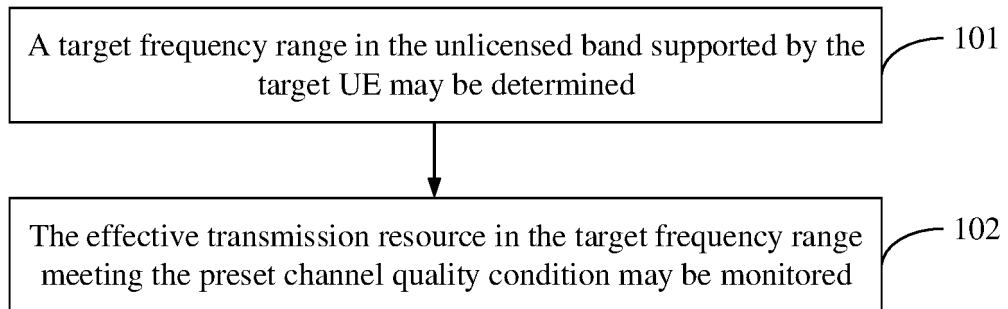 A target frequency range in the unlicensed band supported by the
target UE may be determined
101
The effective transmission resource in the target frequency range
meeting the preset channel quality condition may be monitored
102